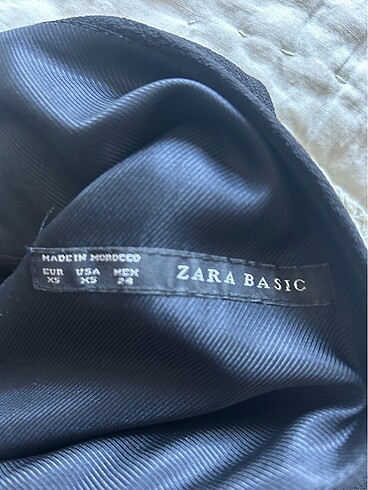 MADE IN MOROCCO
EUR USA MEX
XS XS 24
ZARA BASIC